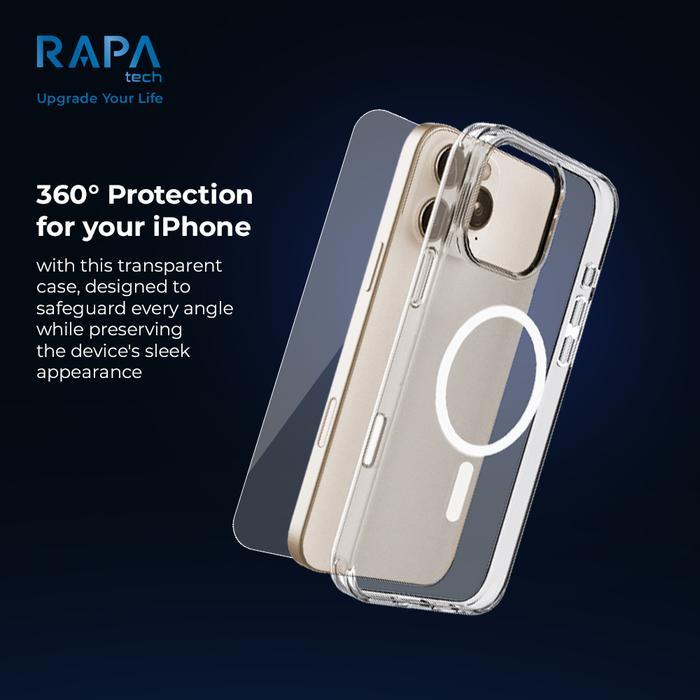 RAPA
tech
Upgrade Your Life
360° Protection
for your iPhone
with this transparent
case, designed to
safeguard every angle
while preserving
the device's sleek
appearance